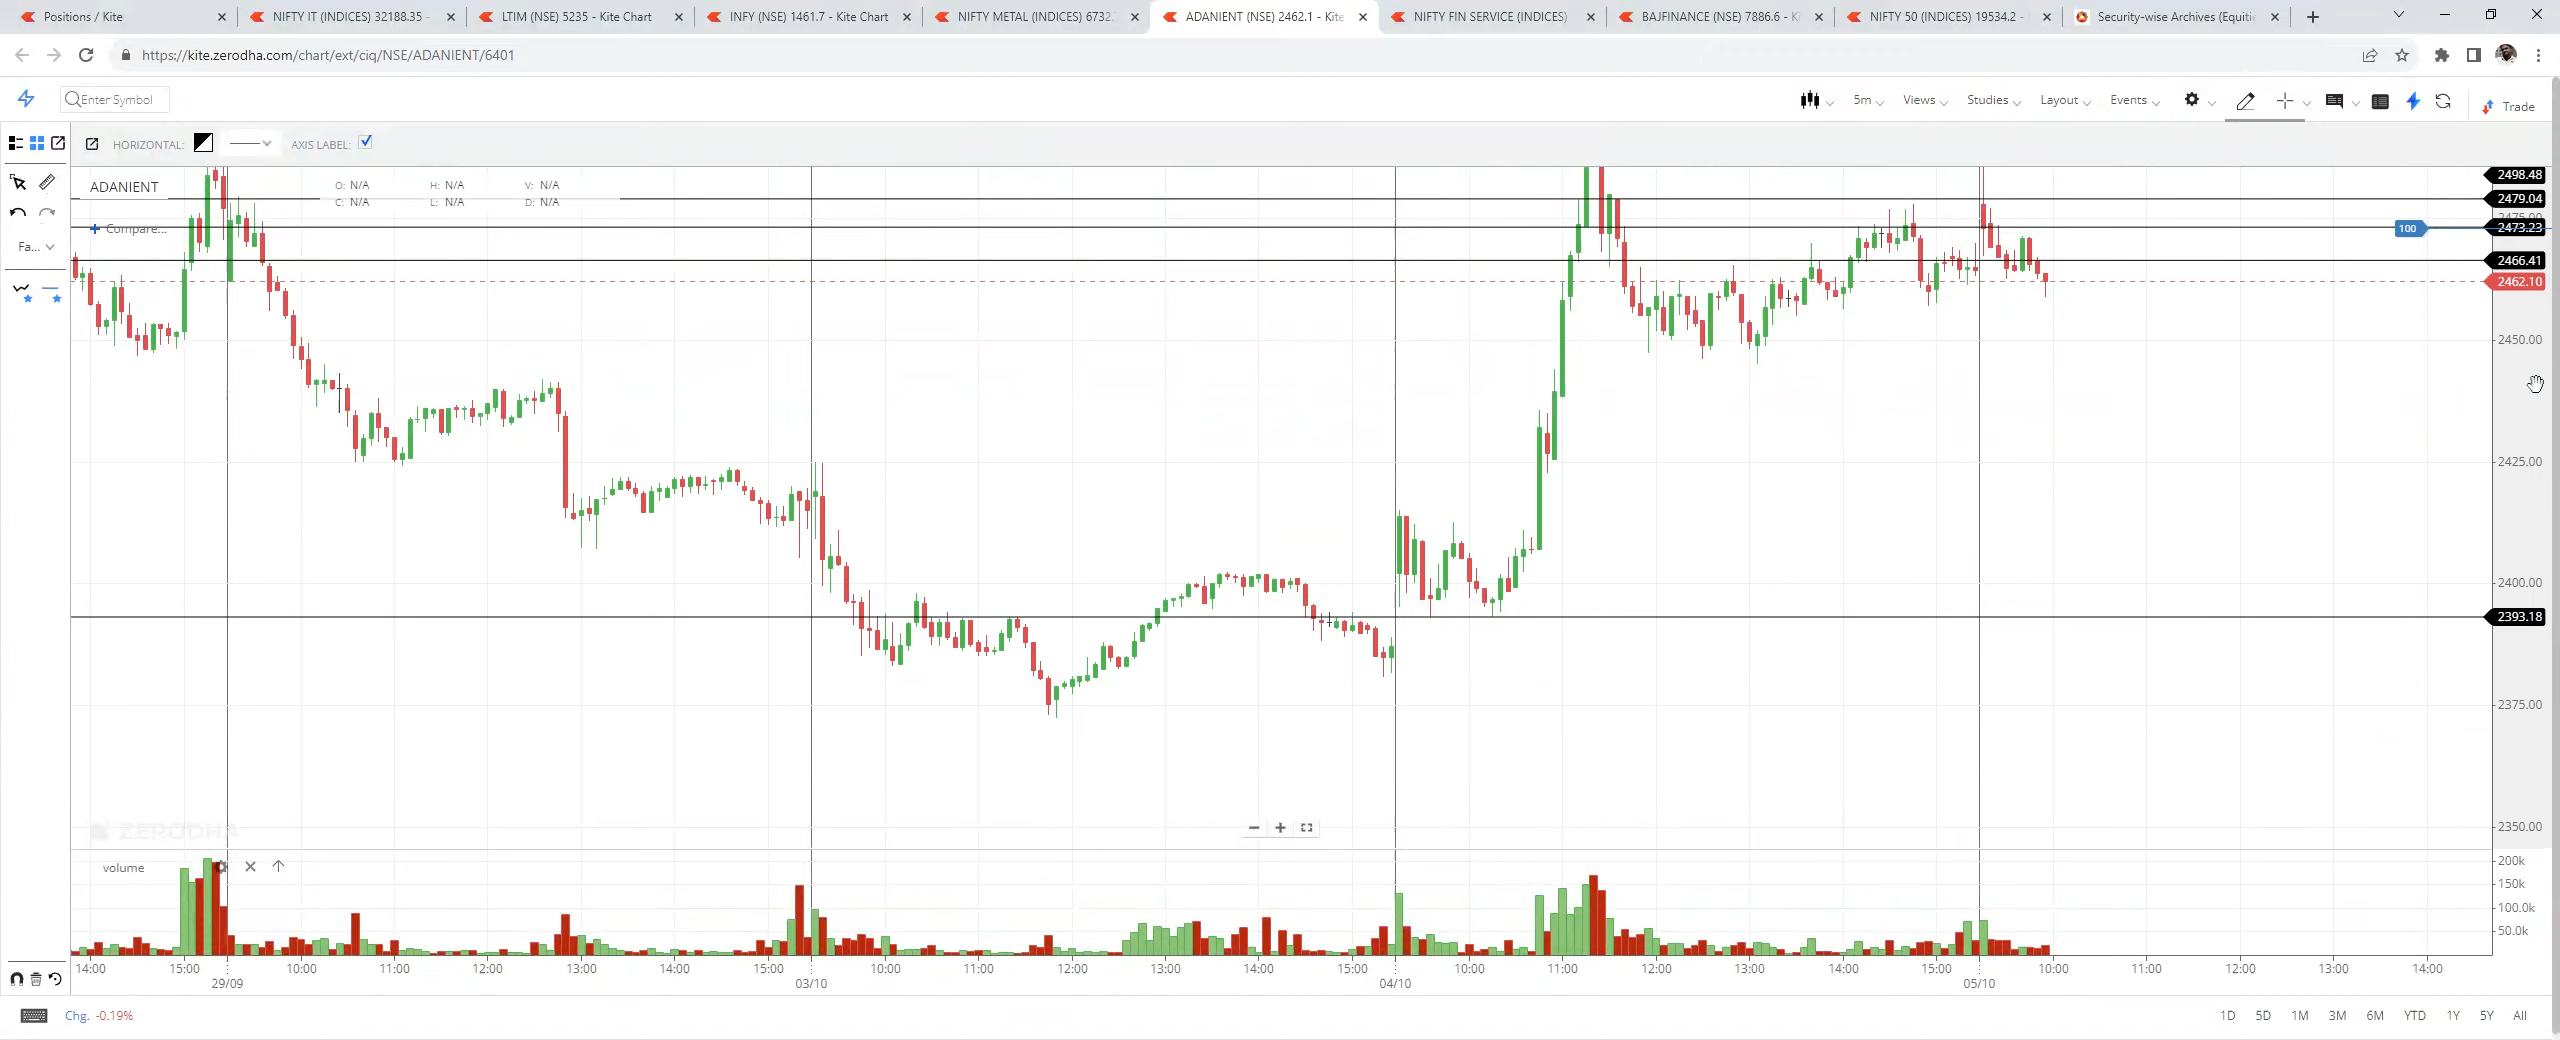 Positions / Kite
NIFTY IT (INDICES) 32188.35 -
LTIM (NSE) 5235 - Kite Chart
INFY (NSE) 1461.7 - Kite Chart
NIFTY METAL (INDICES) 6732.
ADANIENT (NSE) 2462.1 - Kite
NIFTY FIN SERVICE (INDICES)
BAJFINANCE (NSE) 7886.6 - Ki
NIFTY 50 (INDICES) 19534.2 -
Security-wise Archives (Equitie
https://kite.zerodha.com/chart/ext/ciq/NSE/ADANIENT/6401
Enter Symbol
5m
Views
Studies
Layout
Events
Trade
HORIZONTAL:
AXIS LABEL:
ADANIENT
O: N/A H: N/A V: N/A
C: N/A L: N/A D: N/A
Compare...
Fa...
2498.48
2479.04
2475.00
100
2473.23
2466.41
2462.10
2450.00
2425.00
2400.00
2393.18
2375.00
2350.00
ZERODHA
volume
200k
150k
100.0k
50.0k
14:00 15:00 10:00 11:00 12:00 13:00 14:00 15:00 10:00 11:00 12:00 13:00 14:00 15:00 10:00 11:00 12:00 13:00 14:00 15:00 10:00 11:00 12:00 13:00 14:00
29/09 03/10 04/10 05/10
Chg. -0.19%
1D 5D 1M 3M 6M YTD 1Y 5Y All